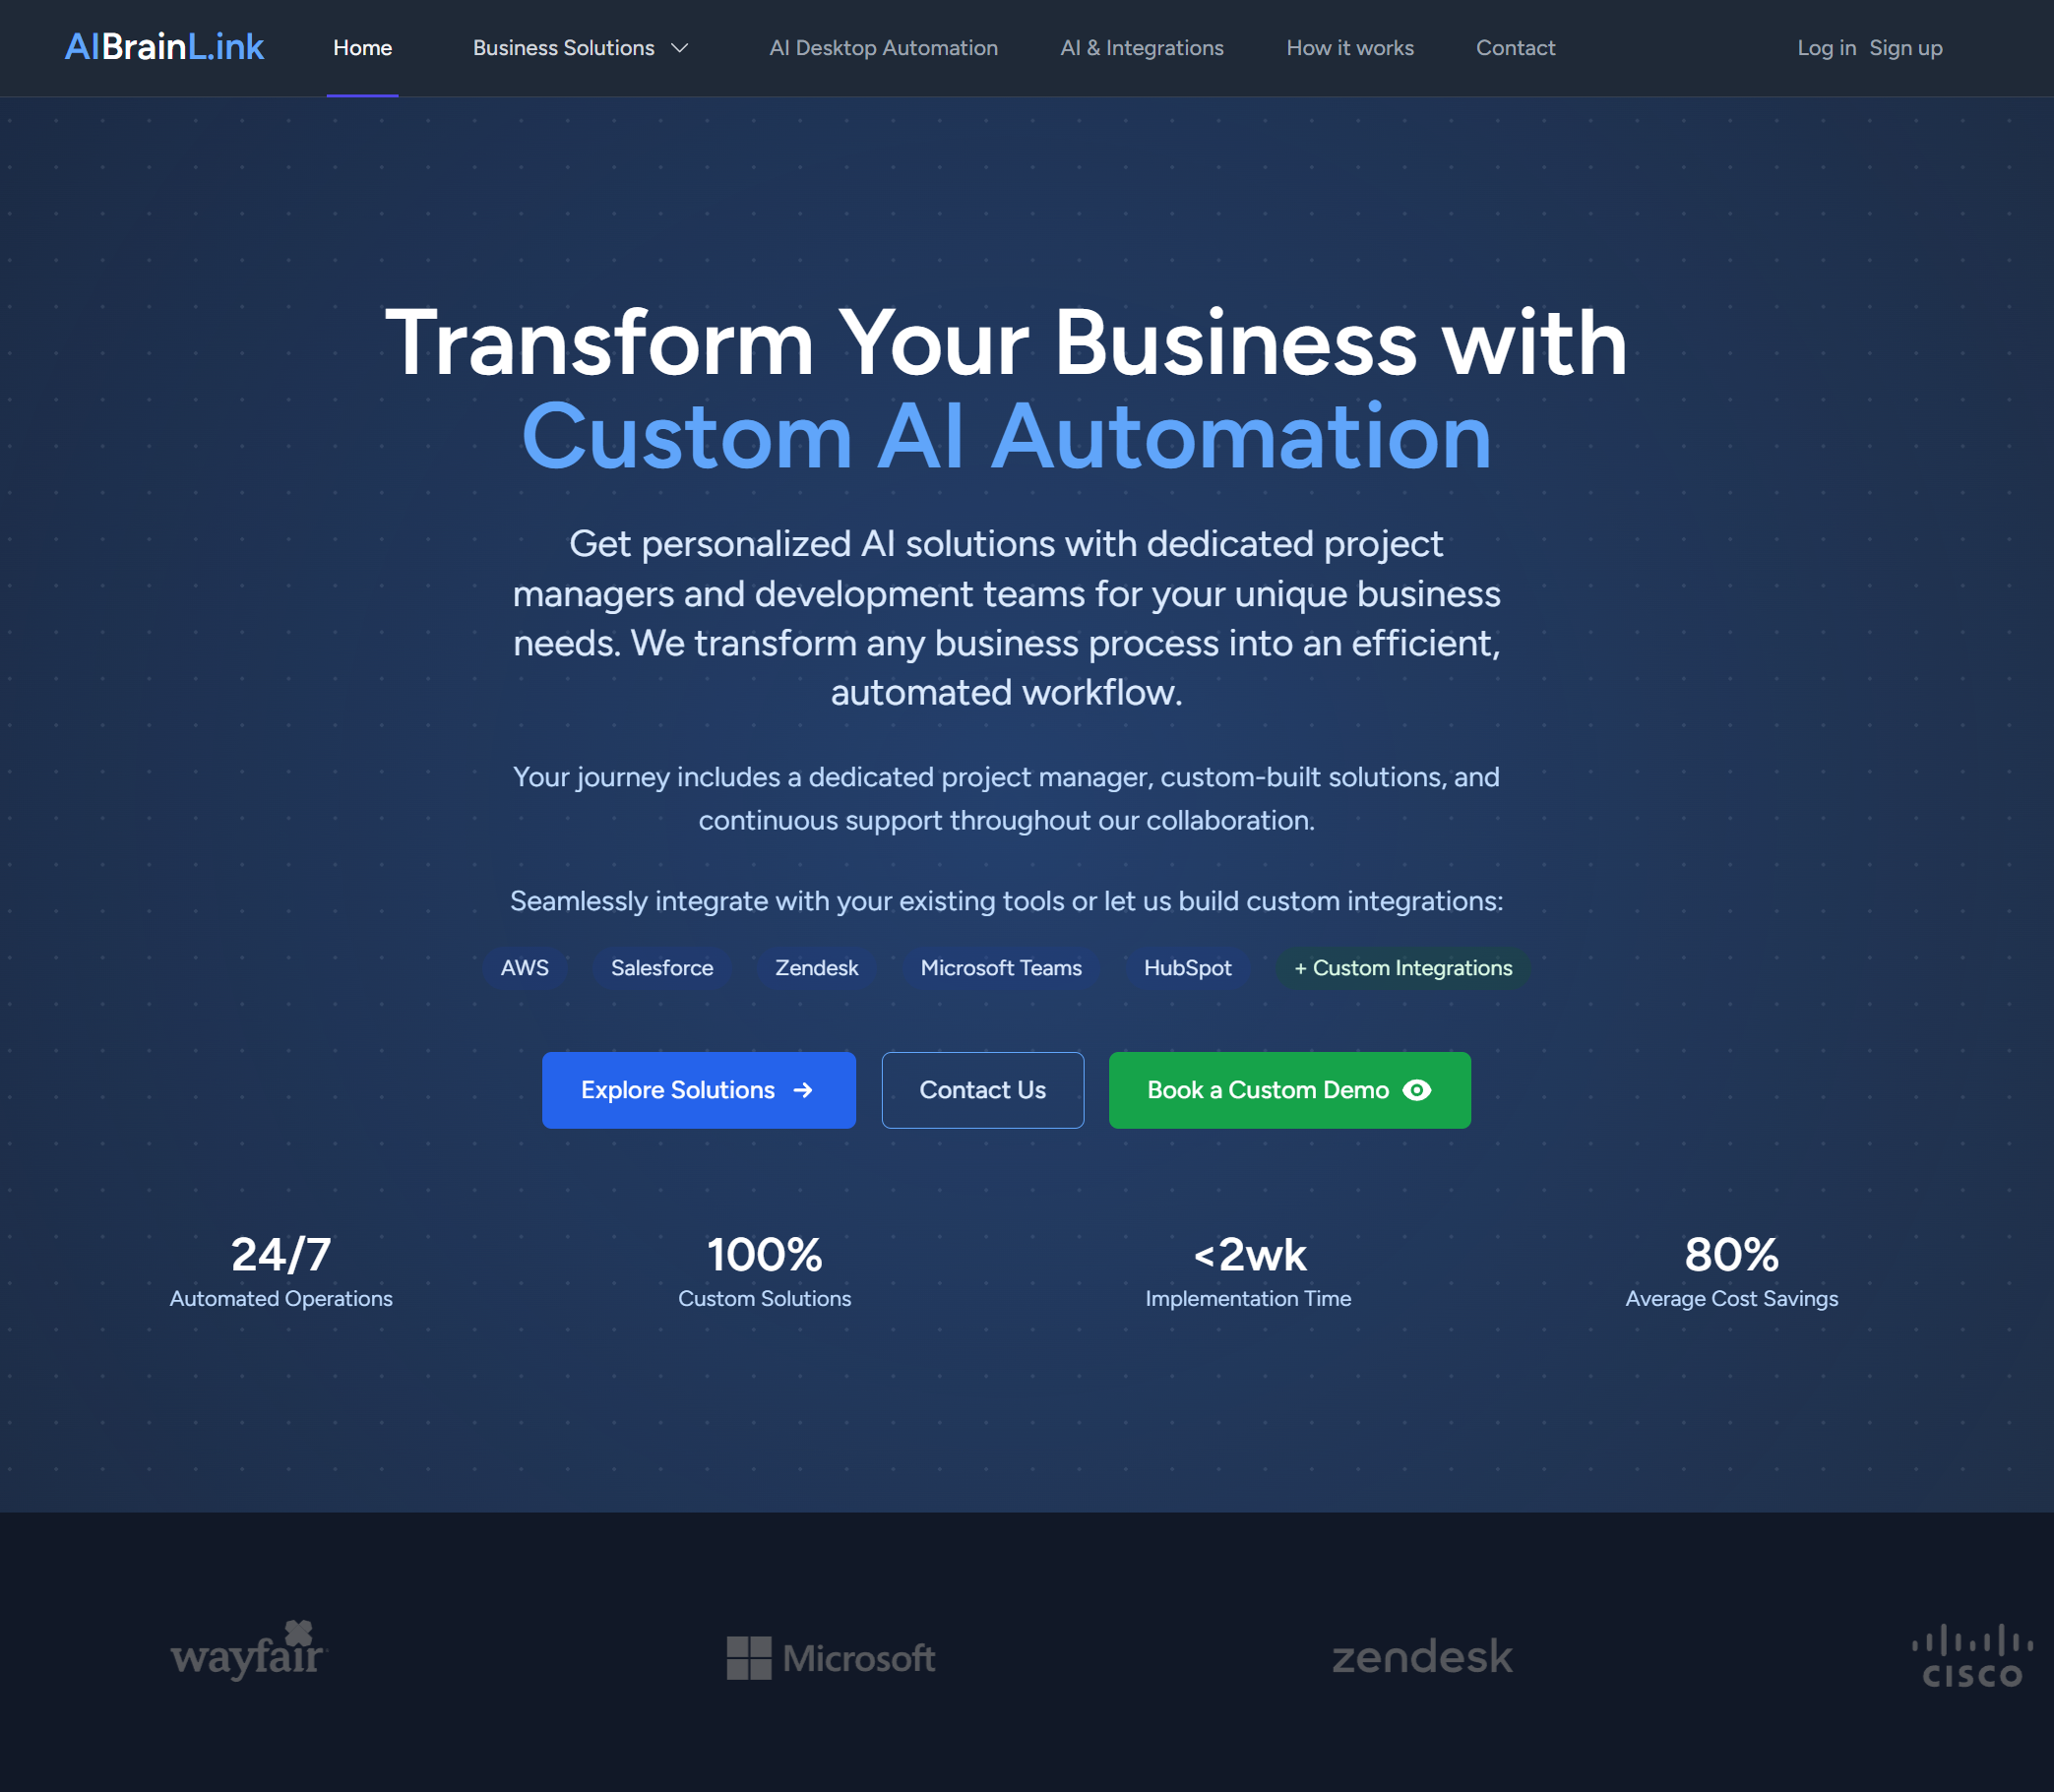 AIBrainL.ink Home Business Solutions AI Desktop Automation AI & Integrations How it works Contact Log in Sign up
Transform Your Business with
Custom AI Automation
Get personalized AI solutions with dedicated project
managers and development teams for your unique business
needs. We transform any business process into an efficient,
automated workflow.
Your journey includes a dedicated project manager, custom-built solutions, and
continuous support throughout our collaboration.
Seamlessly integrate with your existing tools or let us build custom integrations:
AWS Salesforce Zendesk Microsoft Teams HubSpot + Custom Integrations
Explore Solutions → Contact Us Book a Custom Demo
24/7 100% <2wk 80%
Automated Operations Custom Solutions Implementation Time Average Cost Savings
wayfair Microsoft zendesk cisco